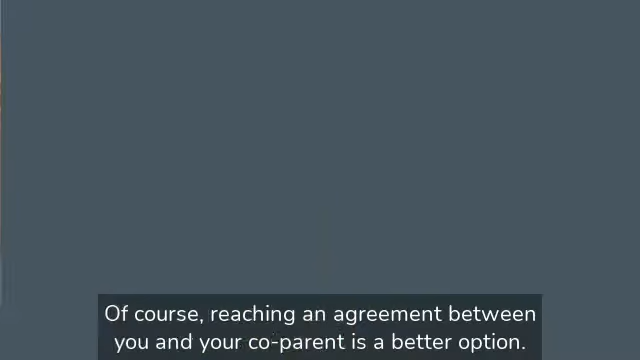 Of course, reaching an agreement between
you and your co-parent is a better option.